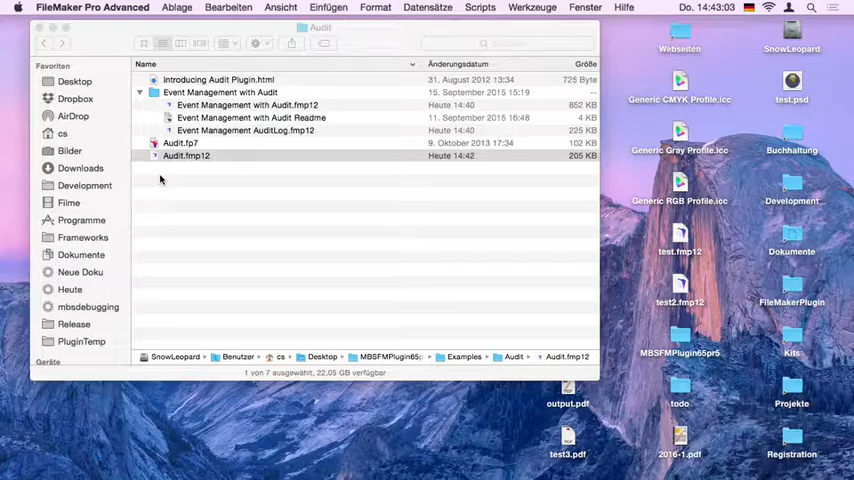 FileMaker Pro Advanced Ablage Bearbeiten Ansicht Einfügen Format Datensätze Scripts Werkzeuge Fenster Hilfe Do. 14:43:03
Audit
Favoriten
Desktop
Dropbox
AirDrop
cs
Bilder
Downloads
Development
Filme
Programme
Frameworks
Dokumente
Neue Doku
Heute
mbsdebugging
Release
PluginTemp
Geräte
Name Änderungsdatum Größe
Introducing Audit Plugin.html 31. August 2012 13:34 725 Byte
Event Management with Audit 15. September 2015 15:19 --
Event Management with Audit.fmp12 Heute 14:40 852 KB
Event Management with Audit Readme 11. September 2015 16:48 4 KB
Event Management AuditLog.fmp12 Heute 14:40 225 KB
Audit.fp7 9. Oktober 2013 17:34 102 KB
Audit.fmp12 Heute 14:42 205 KB
SnowLeopard Benutzer cs Desktop MBSFMPlugin65p Examples Audit Audit.fmp12
1 von 7 ausgewählt, 22,05 GB verfügbar
Webseiten
SnowLeopard
Generic CMYK Profile.icc
test.psd
Generic Gray Profile.icc
Buchhaltung
Generic RGB Profile.icc
Development
test.fmp12
Dokumente
test2.fmp12
FileMakerPlugin
MBSFMPlugin65pr5
Kits
output.pdf
todo
Projekte
test3.pdf
2016-1.pdf
Registration